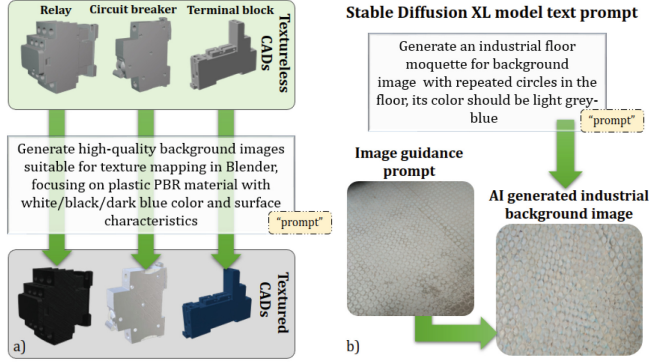 Relay
Circuit breaker
Terminal block
Textureless
CADs
Generate high-quality background images
suitable for texture mapping in Blender,
focusing on plastic PBR material with
white/black/dark blue color and surface
characteristics
“prompt”
Textured
CADs
a)
Stable Diffusion XL model text prompt
Generate an industrial floor
moquette for background
image with repeated circles in the
floor, its color should be light grey-
blue
“prompt”
Image guidance
prompt
AI generated industrial
background image
b)